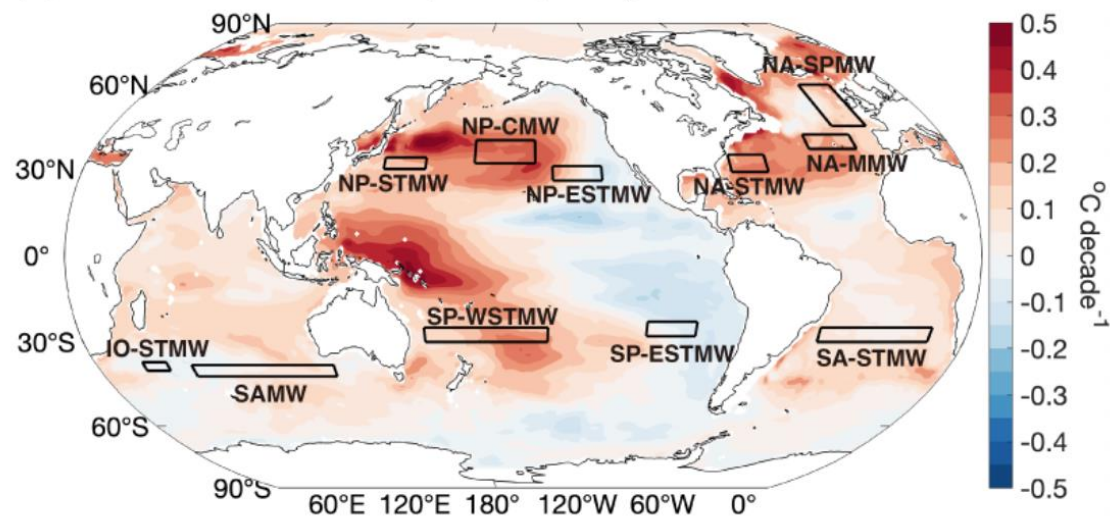 90°N
60°N
30°N
0°
30°S
60°S
90°S
60°E 120°E 180° 120°W 60°W 0°
NA-SPMW
NP-CMW
NA-MMW
NP-STMW
NP-ESTMW
NA-STMW
SP-WSTMW
IO-STMW
SP-ESTMW
SA-STMW
SAMW
0.5
0.4
0.3
0.2
0.1
0
-0.1
-0.2
-0.3
-0.4
-0.5
°C decade⁻¹